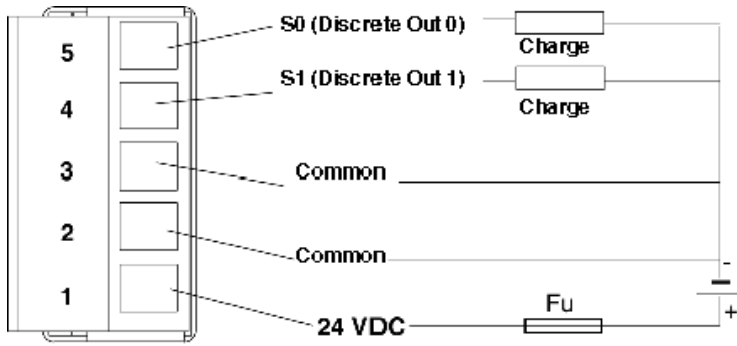 5 S0 (Discrete Out 0)
Charge
4 S1 (Discrete Out 1)
Charge
3 Common
2 Common
-
1 24 VDC Fu
+